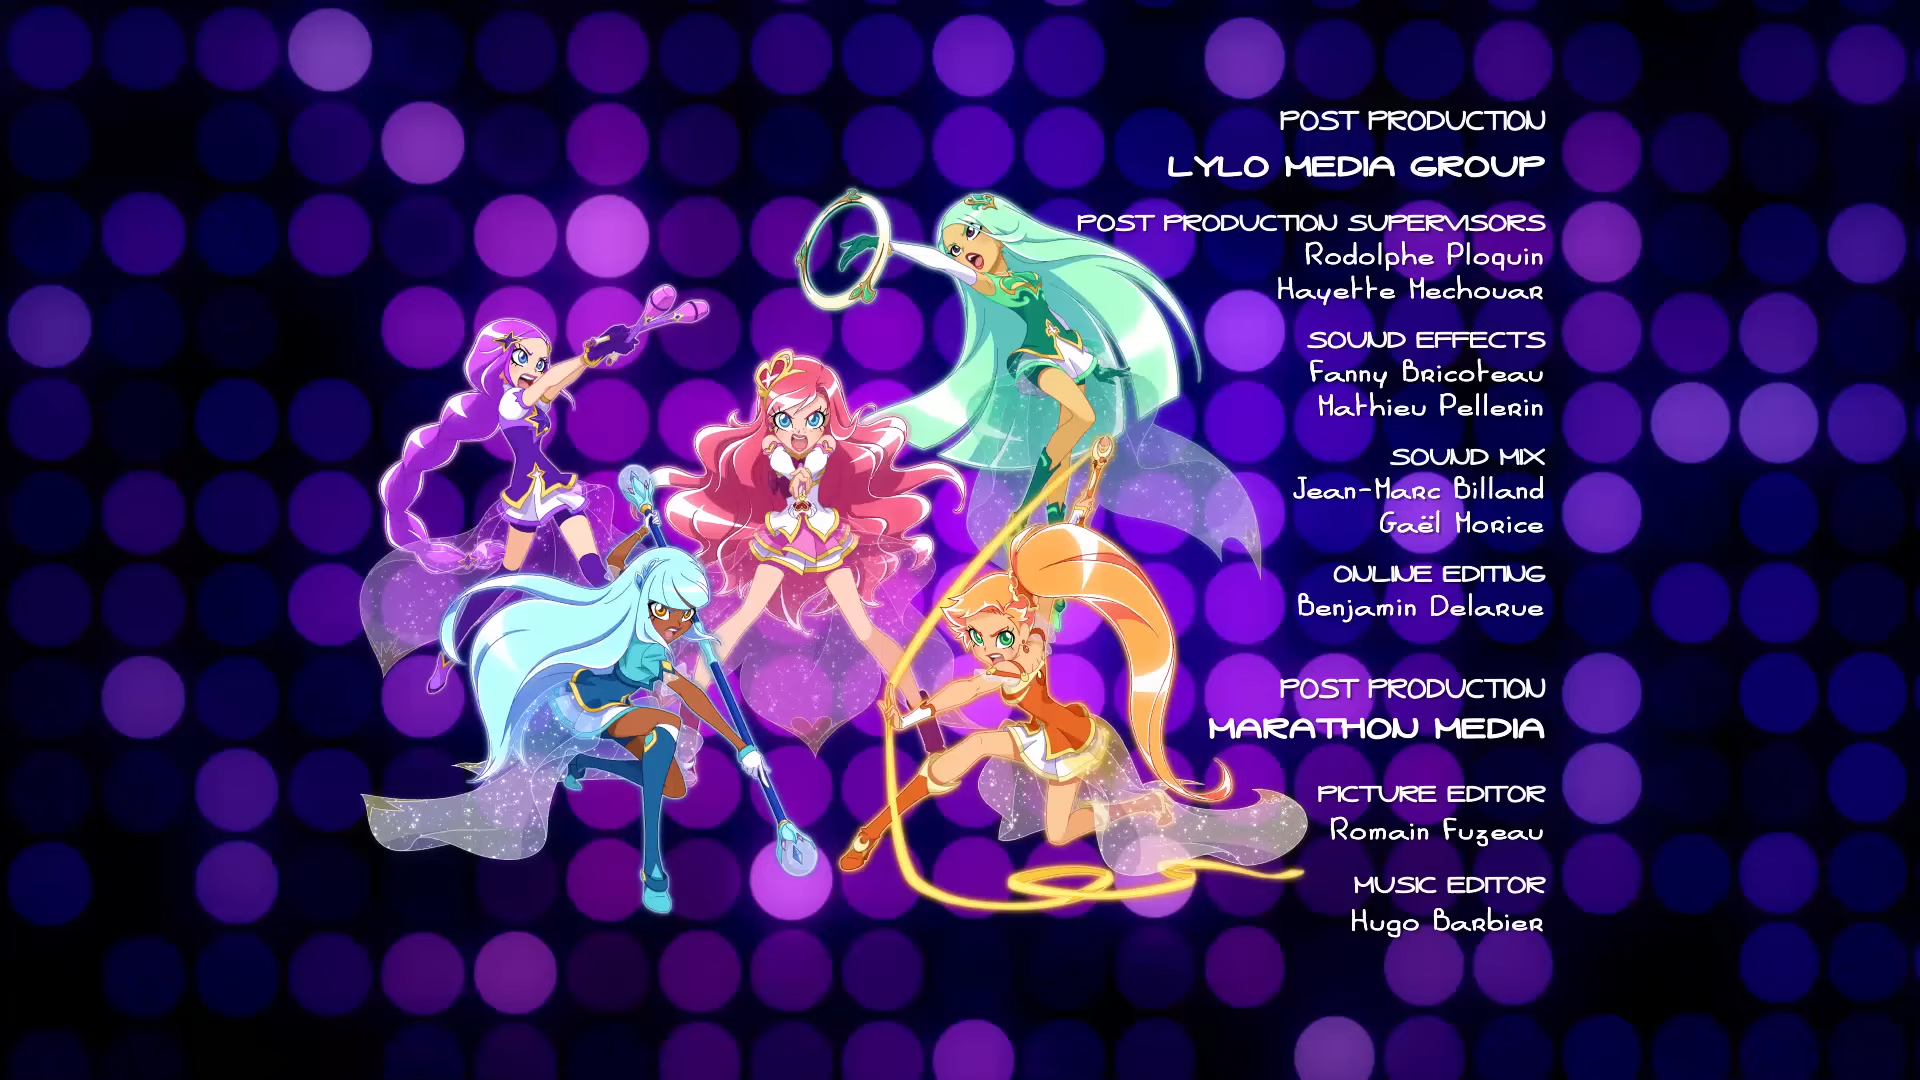 POST PRODUCTION
LYLO MEDIA GROUP
POST PRODUCTION SUPERVISORS
Rodolphe Ploquin
Hayette Mechouar
SOUND EFFECTS
Fanny Bricoteau
Mathieu Pellerin
SOUND MIX
Jean-Marc Billand
Gaël Morice
ONLINE EDITING
Benjamin Delarue
POST PRODUCTION
MARATHON MEDIA
PICTURE EDITOR
Romain Fuzeau
MUSIC EDITOR
Hugo Barbier